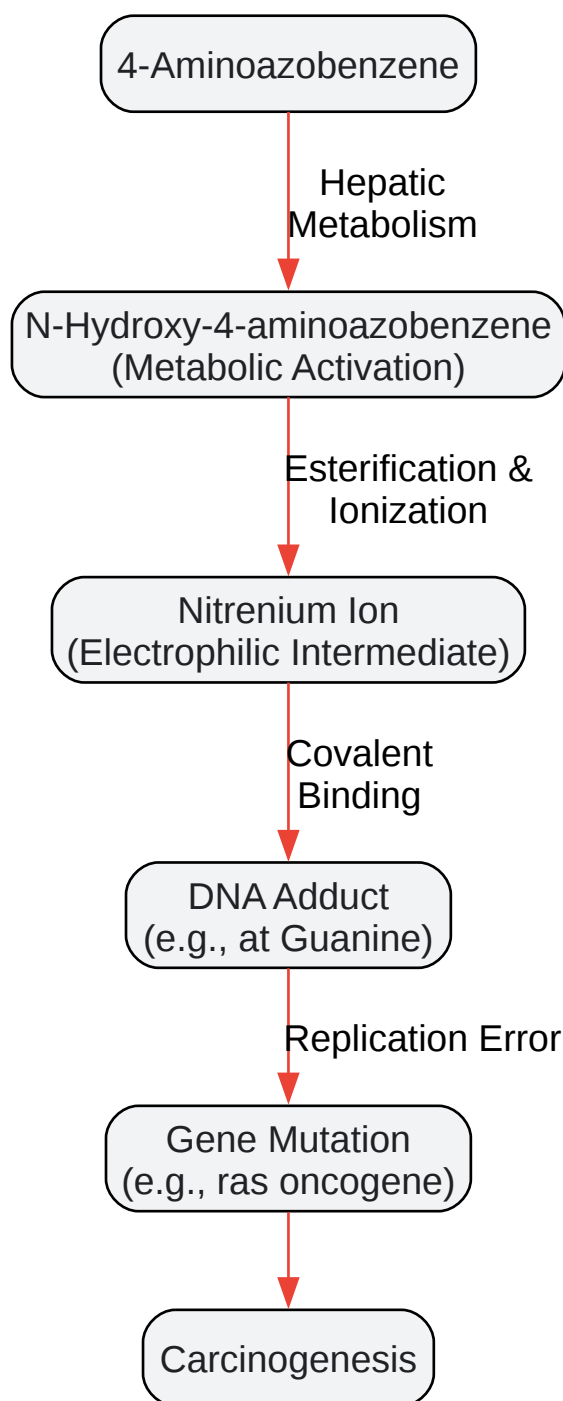 4-Aminoazobenzene
Hepatic
Metabolism
N-Hydroxy-4-aminoazobenzene
(Metabolic Activation)
Esterification &
Ionization
Nitrenium Ion
(Electrophilic Intermediate)
Covalent
Binding
DNA Adduct
(e.g., at Guanine)
Replication Error
Gene Mutation
(e.g., ras oncogene)
Carcinogenesis